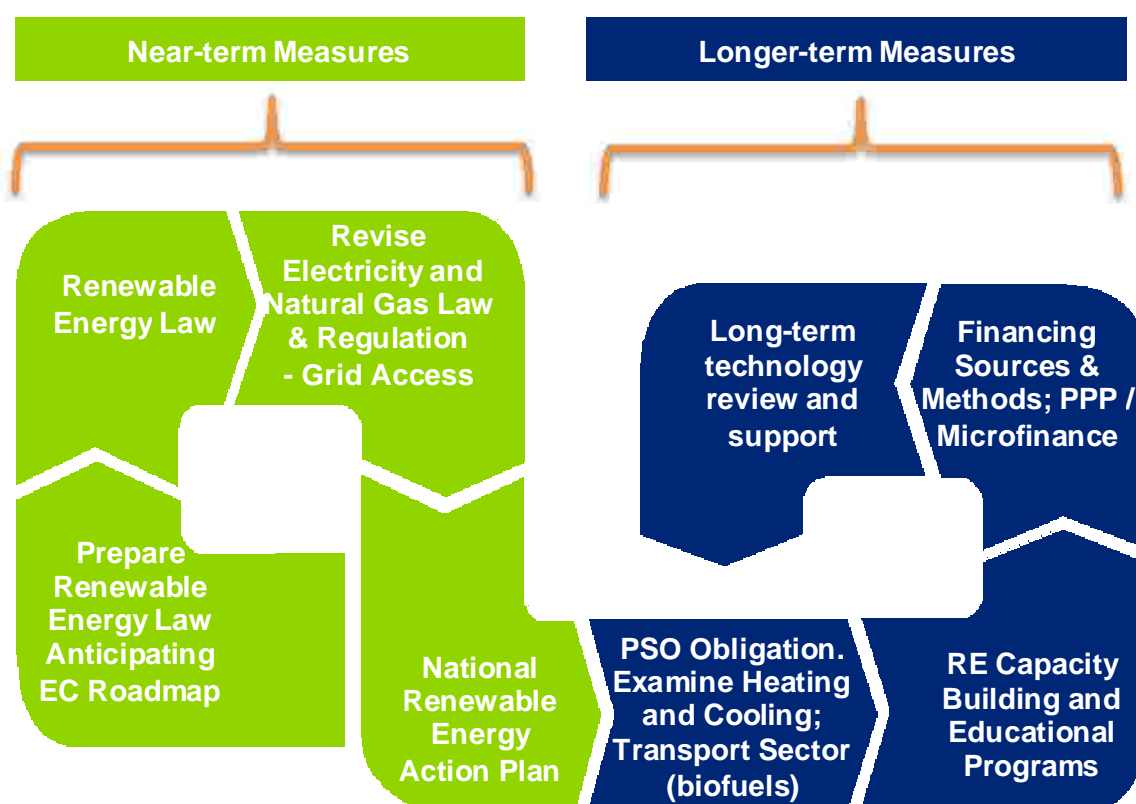 Near-term Measures
Longer-term Measures
Renewable
Energy Law
Revise
Electricity and
Natural Gas Law
& Regulation
- Grid Access
Long-term
technology
review and
support
Financing
Sources &
Methods; PPP /
Microfinance
Prepare
Renewable
Energy Law
Anticipating
EC Roadmap
National
Renewable
Energy
Action Plan
PSO Obligation.
Examine Heating
and Cooling;
Transport Sector
(biofuels)
RE Capacity
Building and
Educational
Programs